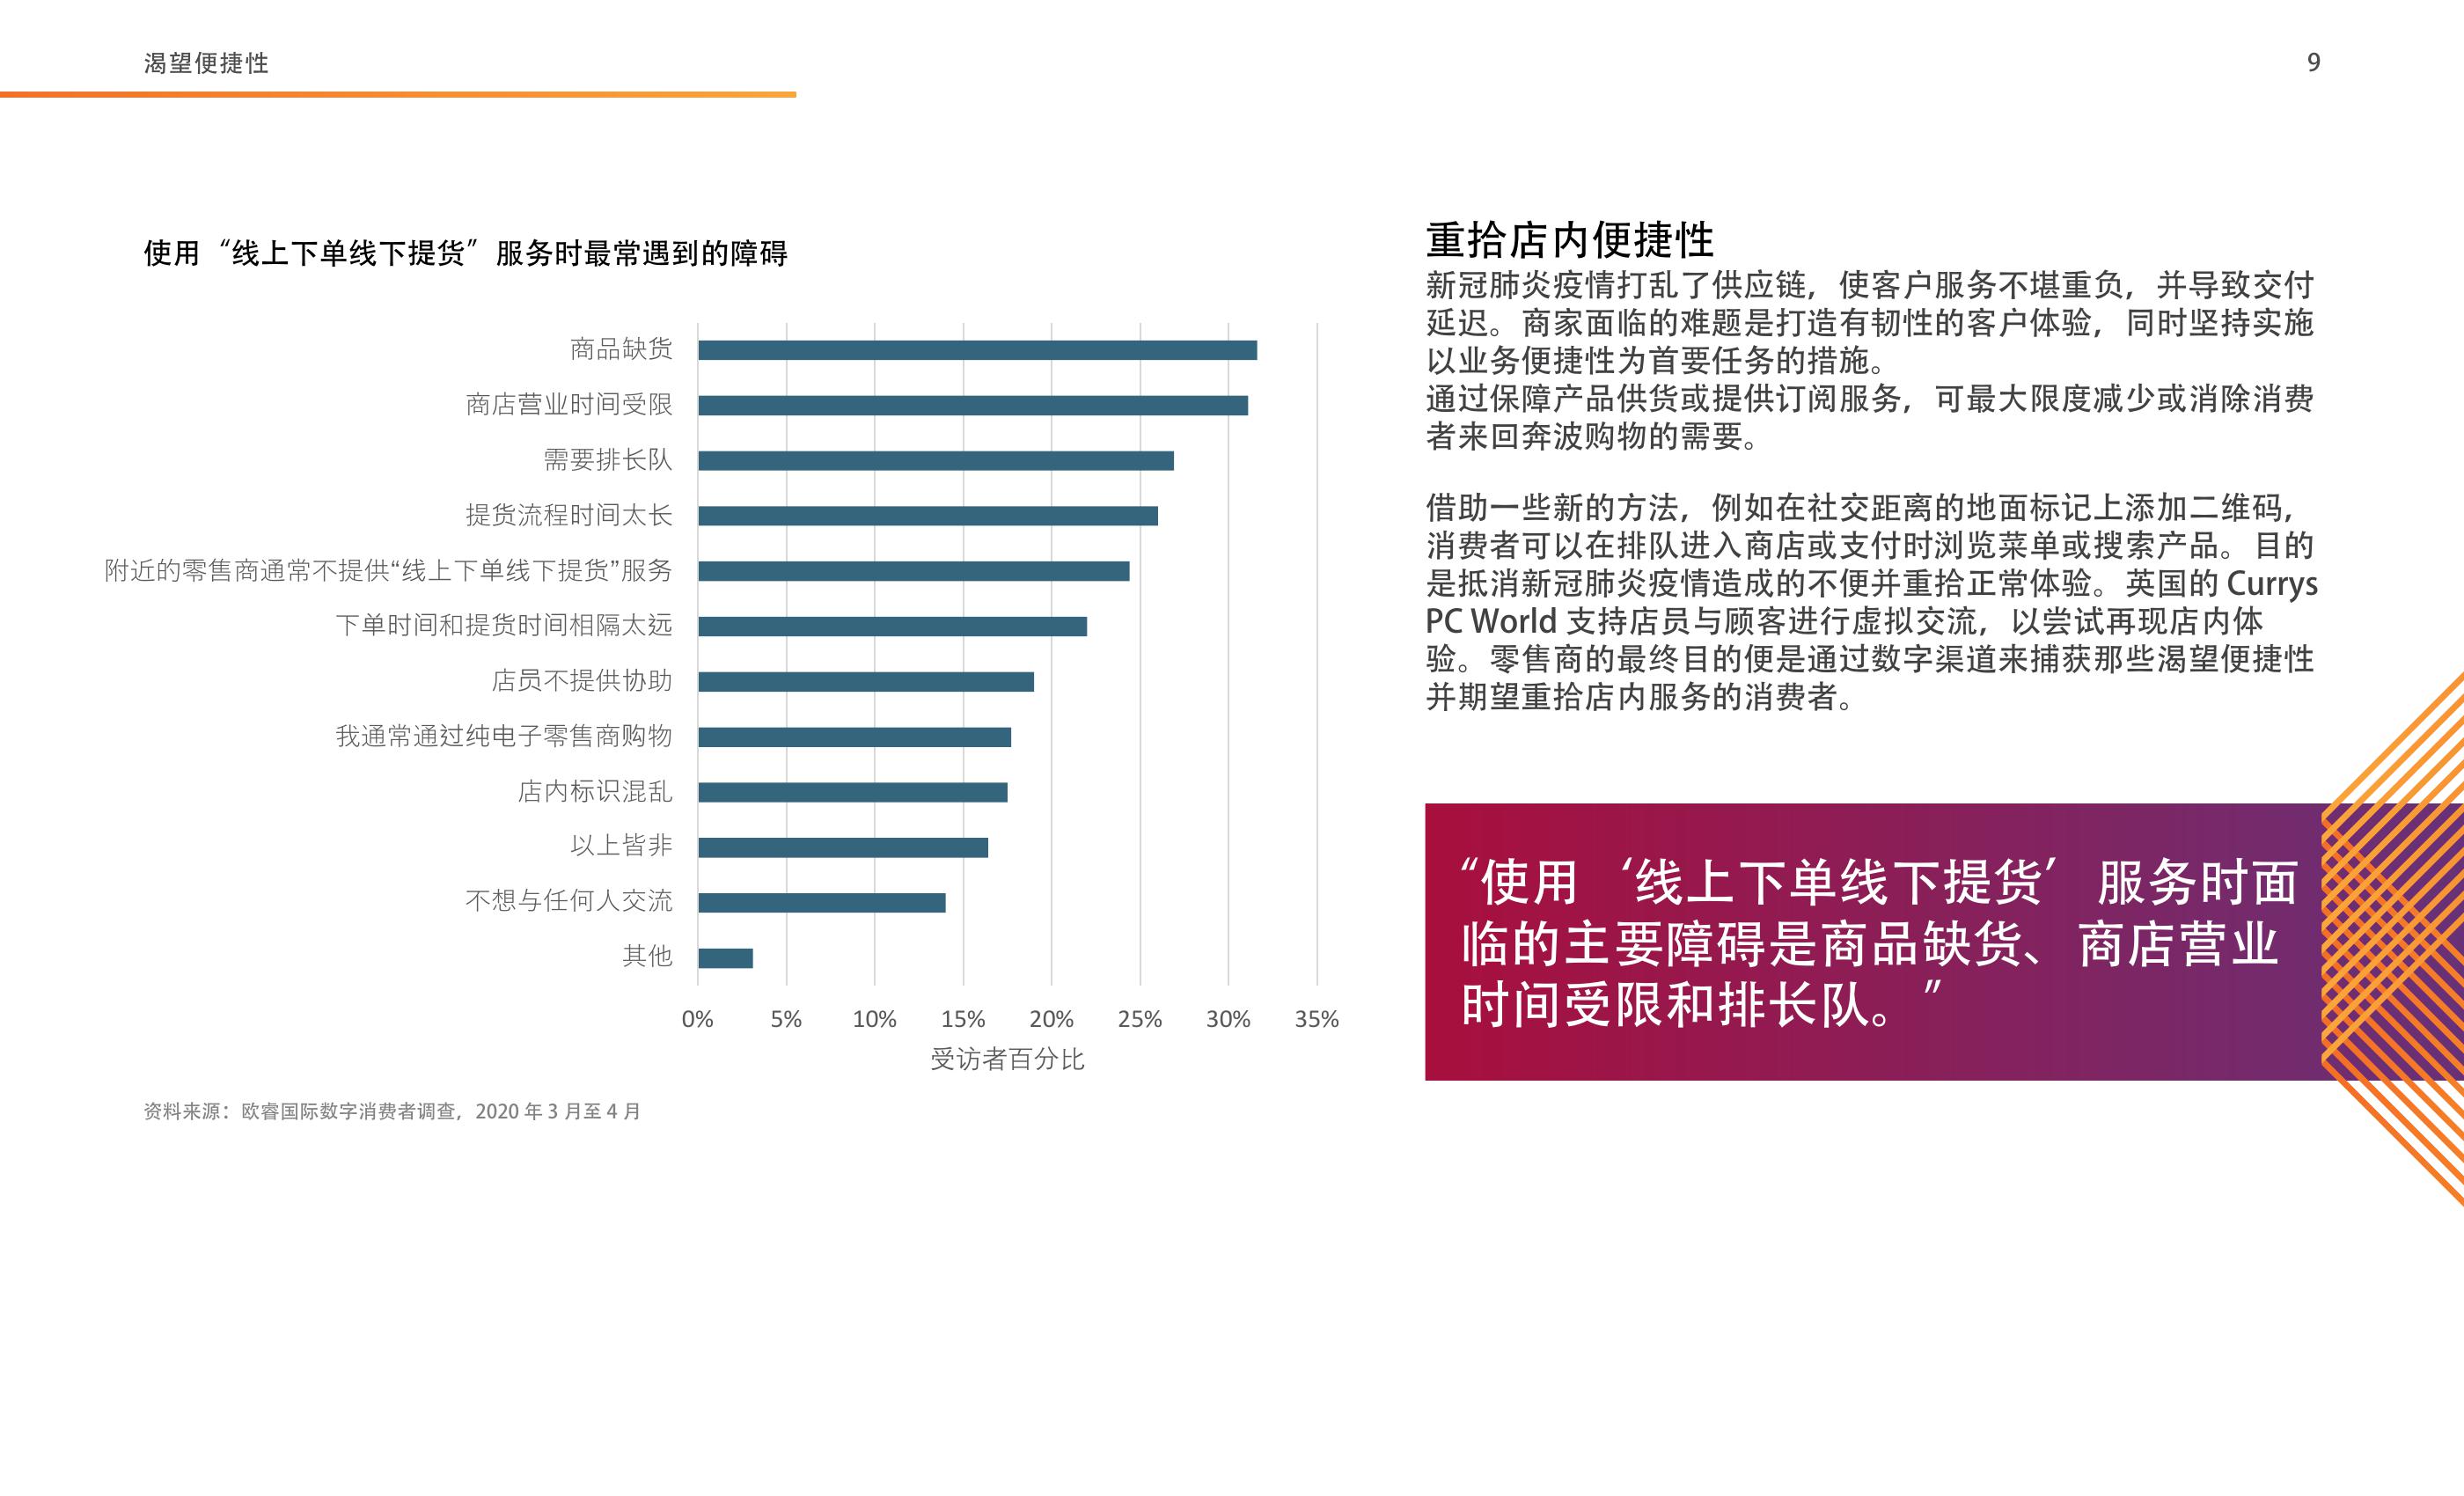 渴望便捷性
9
使用“线上下单线下提货”服务时最常遇到的障碍
商品缺货
商店营业时间受限
需要排长队
提货流程时间太长
附近的零售商通常不提供“线上下单线下提货”服务
下单时间和提货时间相隔太远
店员不提供协助
我通常通过纯电子零售商购物
店内标识混乱
以上皆非
不想与任何人交流
其他
0% 5% 10% 15% 20% 25% 30% 35%
受访者百分比
资料来源：欧睿国际数字消费者调查，2020 年 3 月至 4 月
重拾店内便捷性
新冠肺炎疫情打乱了供应链，使客户服务不堪重负，并导致交付
延迟。商家面临的难题是打造有韧性的客户体验，同时坚持实施
以业务便捷性为首要任务的措施。
通过保障产品供货或提供订阅服务，可最大限度减少或消除消费
者来回奔波购物的需要。
借助一些新的方法，例如在社交距离的地面标记上添加二维码，
消费者可以在排队进入商店或支付时浏览菜单或搜索产品。目的
是抵消新冠肺炎疫情造成的不便并重拾正常体验。英国的 Currys
PC World 支持店员与顾客进行虚拟交流，以尝试再现店内体
验。零售商的最终目的便是通过数字渠道来捕获那些渴望便捷性
并期望重拾店内服务的消费者。
“使用‘线上下单线下提货’服务时面
临的主要障碍是商品缺货、商店营业
时间受限和排长队。”